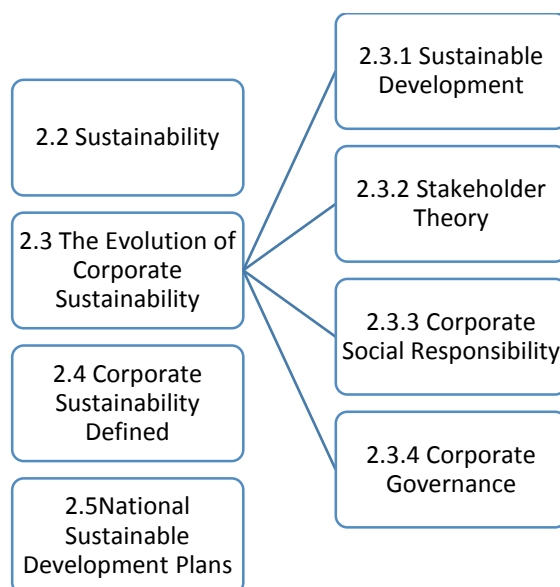 2.2 Sustainability
2.3 The Evolution of
Corporate
Sustainability
2.4 Corporate
Sustainability
Defined
2.5National
Sustainable
Development Plans
2.3.1 Sustainable
Development
2.3.2 Stakeholder
Theory
2.3.3 Corporate
Social Responsibility
2.3.4 Corporate
Governance